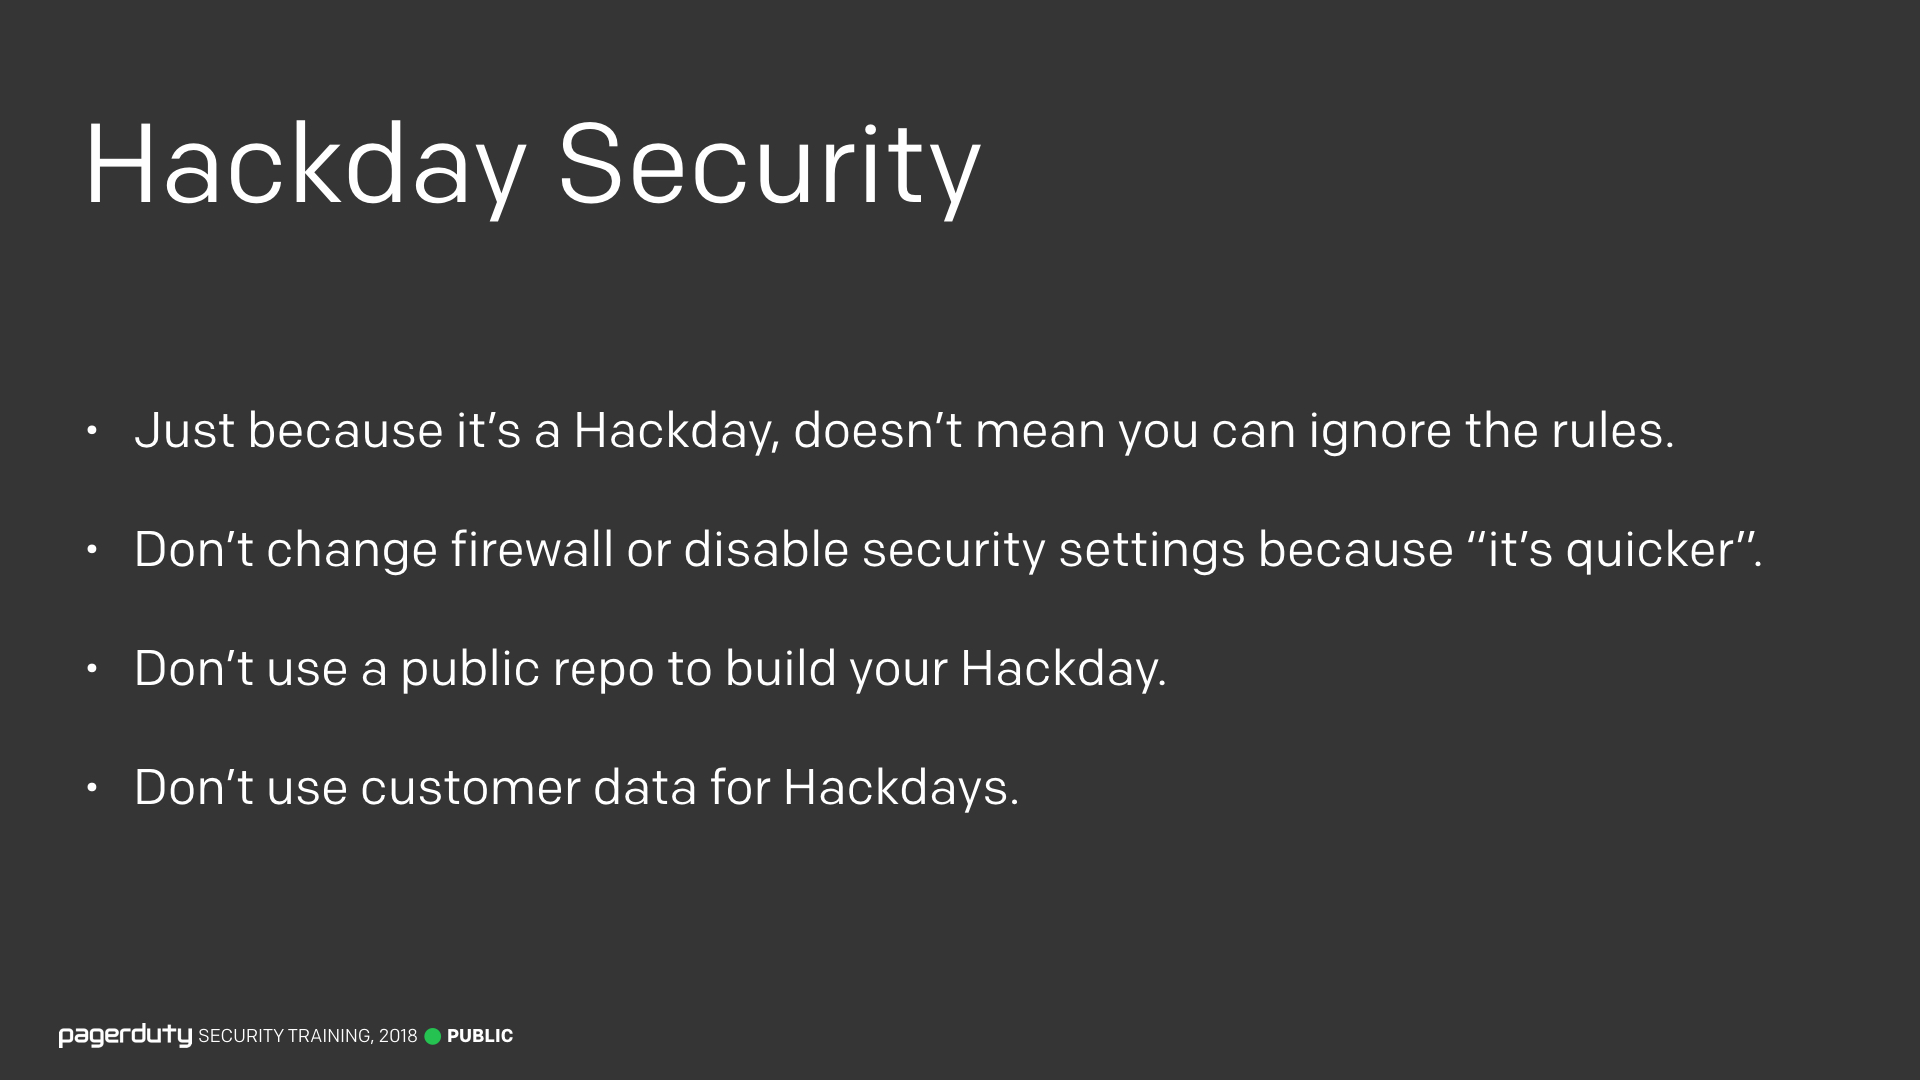 Hackday Security
• Just because it’s a Hackday, doesn’t mean you can ignore the rules.
• Don’t change firewall or disable security settings because “it’s quicker”.
• Don’t use a public repo to build your Hackday.
• Don’t use customer data for Hackdays.
pagerduty SECURITY TRAINING, 2018 PUBLIC